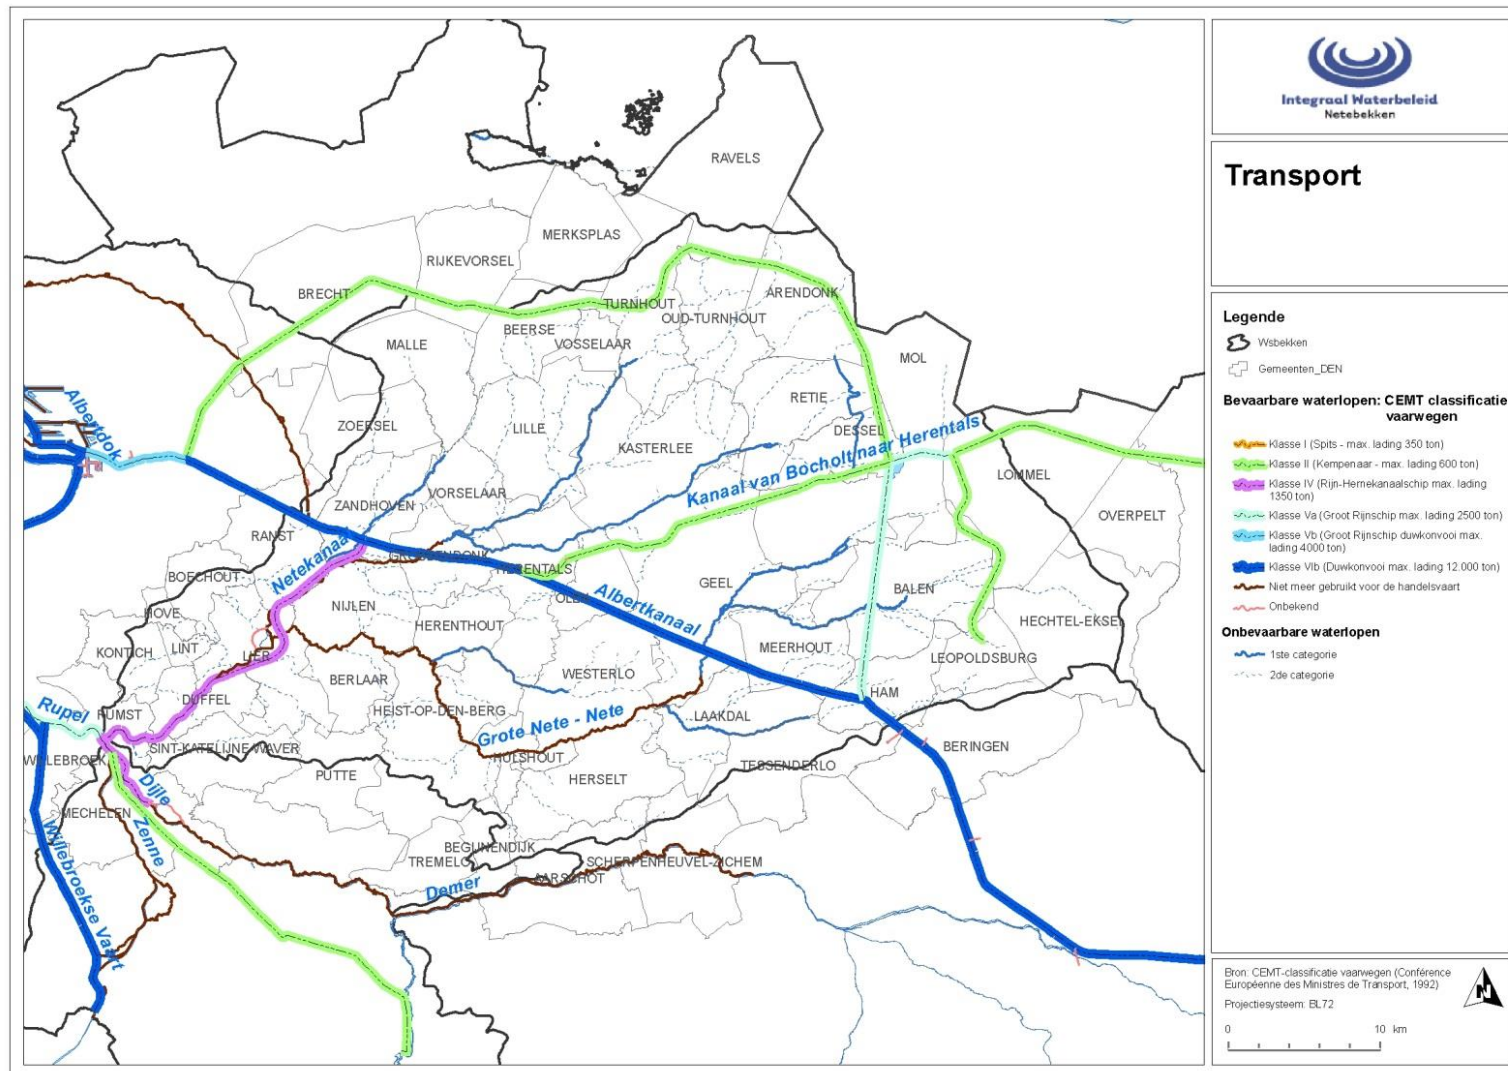 RAVELS
MERKSPLAS
RIJKEVORSEL
BRECHT
TURNHOUT
ARENDONK
OUD-TURNHOUT
BEERSE
VOSSELAAR
MALLE
MOL
RETIE
Albertdok
ZOERSEL
LILLE
KASTERLEE
DESSEL
Kanaal van Bocholt naar Herentals
LOMMEL
ZANDHOVEN
VORSELAAR
OVERPELT
RANST
Netekanaal
GROBBENDONK
HERENTALS
BOECHOUT
GEEL
OLEN
Albertkanaal
BALEN
HOVE
NIJLEN
HERENTHOUT
HECHTEL-EKSEL
KONTICH
LINT
LIER
MEERHOUT
LEOPOLDSBURG
BERLAAR
WESTERLO
DUFFEL
HAM
Rupel
RUMST
HEIST-OP-DEN-BERG
Grote Nete - Nete
LAAKDAL
SINT-KATELIJNE-WAVER
BERINGEN
WILLEBROEK
HULSHOUT
TESSENDERLO
PUTTE
HERSELT
Dijle
MECHELEN
Zenne
Willebroekse Vaart
BEGIJNENDIJK
TREMELO
SCHERPENHEUVEL-ZICHEM
AARSCHOT
Demer
Integraal Waterbeleid
Netebekken
Transport
Legende
Wsbekken
Gemeenten_DEN
Bevaarbare waterlopen: CEMT classificatie
vaarwegen
Klasse I (Spits - max. lading 350 ton)
Klasse II (Kempenaar - max. lading 600 ton)
Klasse IV (Rijn-Hernekanaalschip max. lading
1350 ton)
Klasse Va (Groot Rijnschip max. lading 2500 ton)
Klasse Vb (Groot Rijnschip duwkonvooi max.
lading 4000 ton)
Klasse VIb (Duwkonvooi max. lading 12.000 ton)
Niet meer gebruikt voor de handelsvaart
Onbekend
Onbevaarbare waterlopen
1ste categorie
2de categorie
Bron: CEMT-classificatie vaarwegen (Conférence
Européenne des Ministres de Transport, 1992)
Projectiesysteem: BL72
N
0 10 km